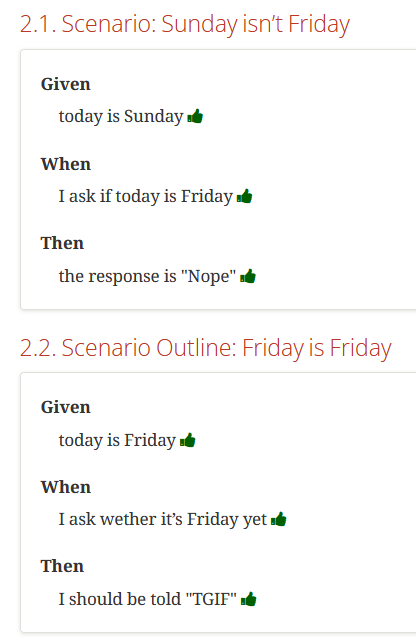 2.1. Scenario: Sunday isn’t Friday
Given
today is Sunday
When
I ask if today is Friday
Then
the response is "Nope"
2.2. Scenario Outline: Friday is Friday
Given
today is Friday
When
I ask wether it’s Friday yet
Then
I should be told "TGIF"